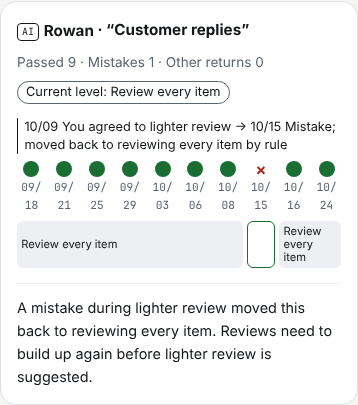 AI Rowan · “Customer replies”
Passed 9 · Mistakes 1 · Other returns 0
Current level: Review every item
10/09 You agreed to lighter review → 10/15 Mistake;
moved back to reviewing every item by rule
×
09/ 09/ 09/ 09/ 10/ 10/ 10/ 10/ 10/ 10/
18 21 25 29 03 06 08 15 16 24
Review every item
Review
every
item
A mistake during lighter review moved this
back to reviewing every item. Reviews need to
build up again before lighter review is
suggested.